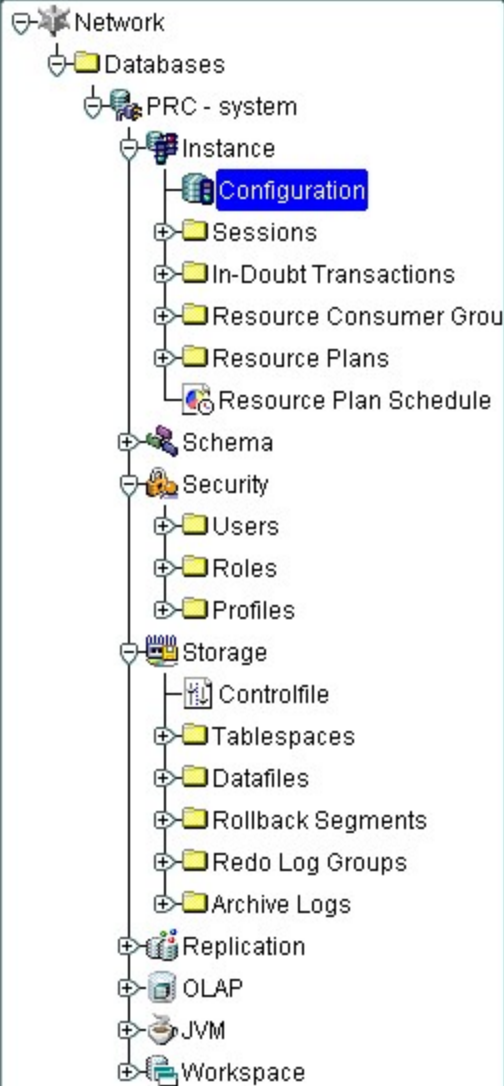 Network
Databases
PRC - system
Instance
Configuration
Sessions
In-Doubt Transactions
Resource Consumer Grou
Resource Plans
Resource Plan Schedule
Schema
Security
Users
Roles
Profiles
Storage
Controlfile
Tablespaces
Datafiles
Rollback Segments
Redo Log Groups
Archive Logs
Replication
OLAP
JVM
Workspace